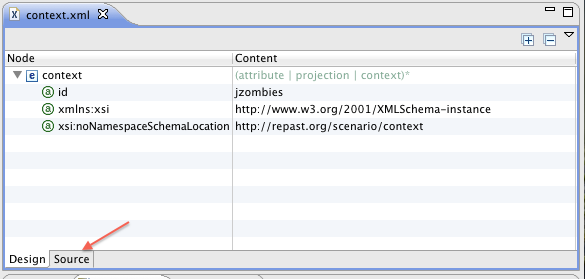 context.xml
Node Content
e context (attribute | projection | context)*
a id jzombies
a xmlns:xsi http://www.w3.org/2001/XMLSchema-instance
a xsi:noNamespaceSchemaLocation http://repast.org/scenario/context
Design Source